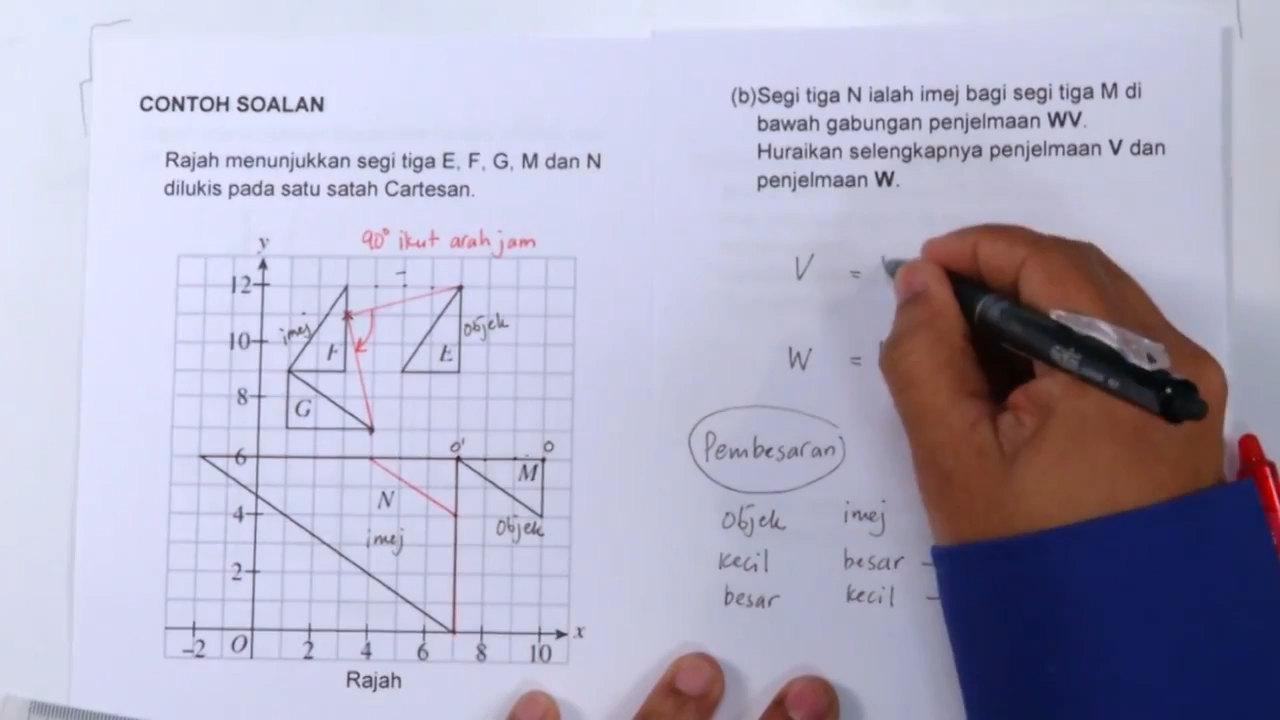 CONTOH SOALAN
Rajah menunjukkan segi tiga E, F, G, M dan N
dilukis pada satu satah Cartesan.
90° ikut arah jam
y
12
10
8
6
4
2
imej
F
objek
E
G
O'
O
M
N
objek
imej
-2
O
2
4
6
8
10
x
Rajah
(b)Segi tiga N ialah imej bagi segi tiga M di
bawah gabungan penjelmaan WV.
Huraikan selengkapnya penjelmaan V dan
penjelmaan W.
V =
W =
Pembesaran
objek imej
kecil besar -
besar kecil -